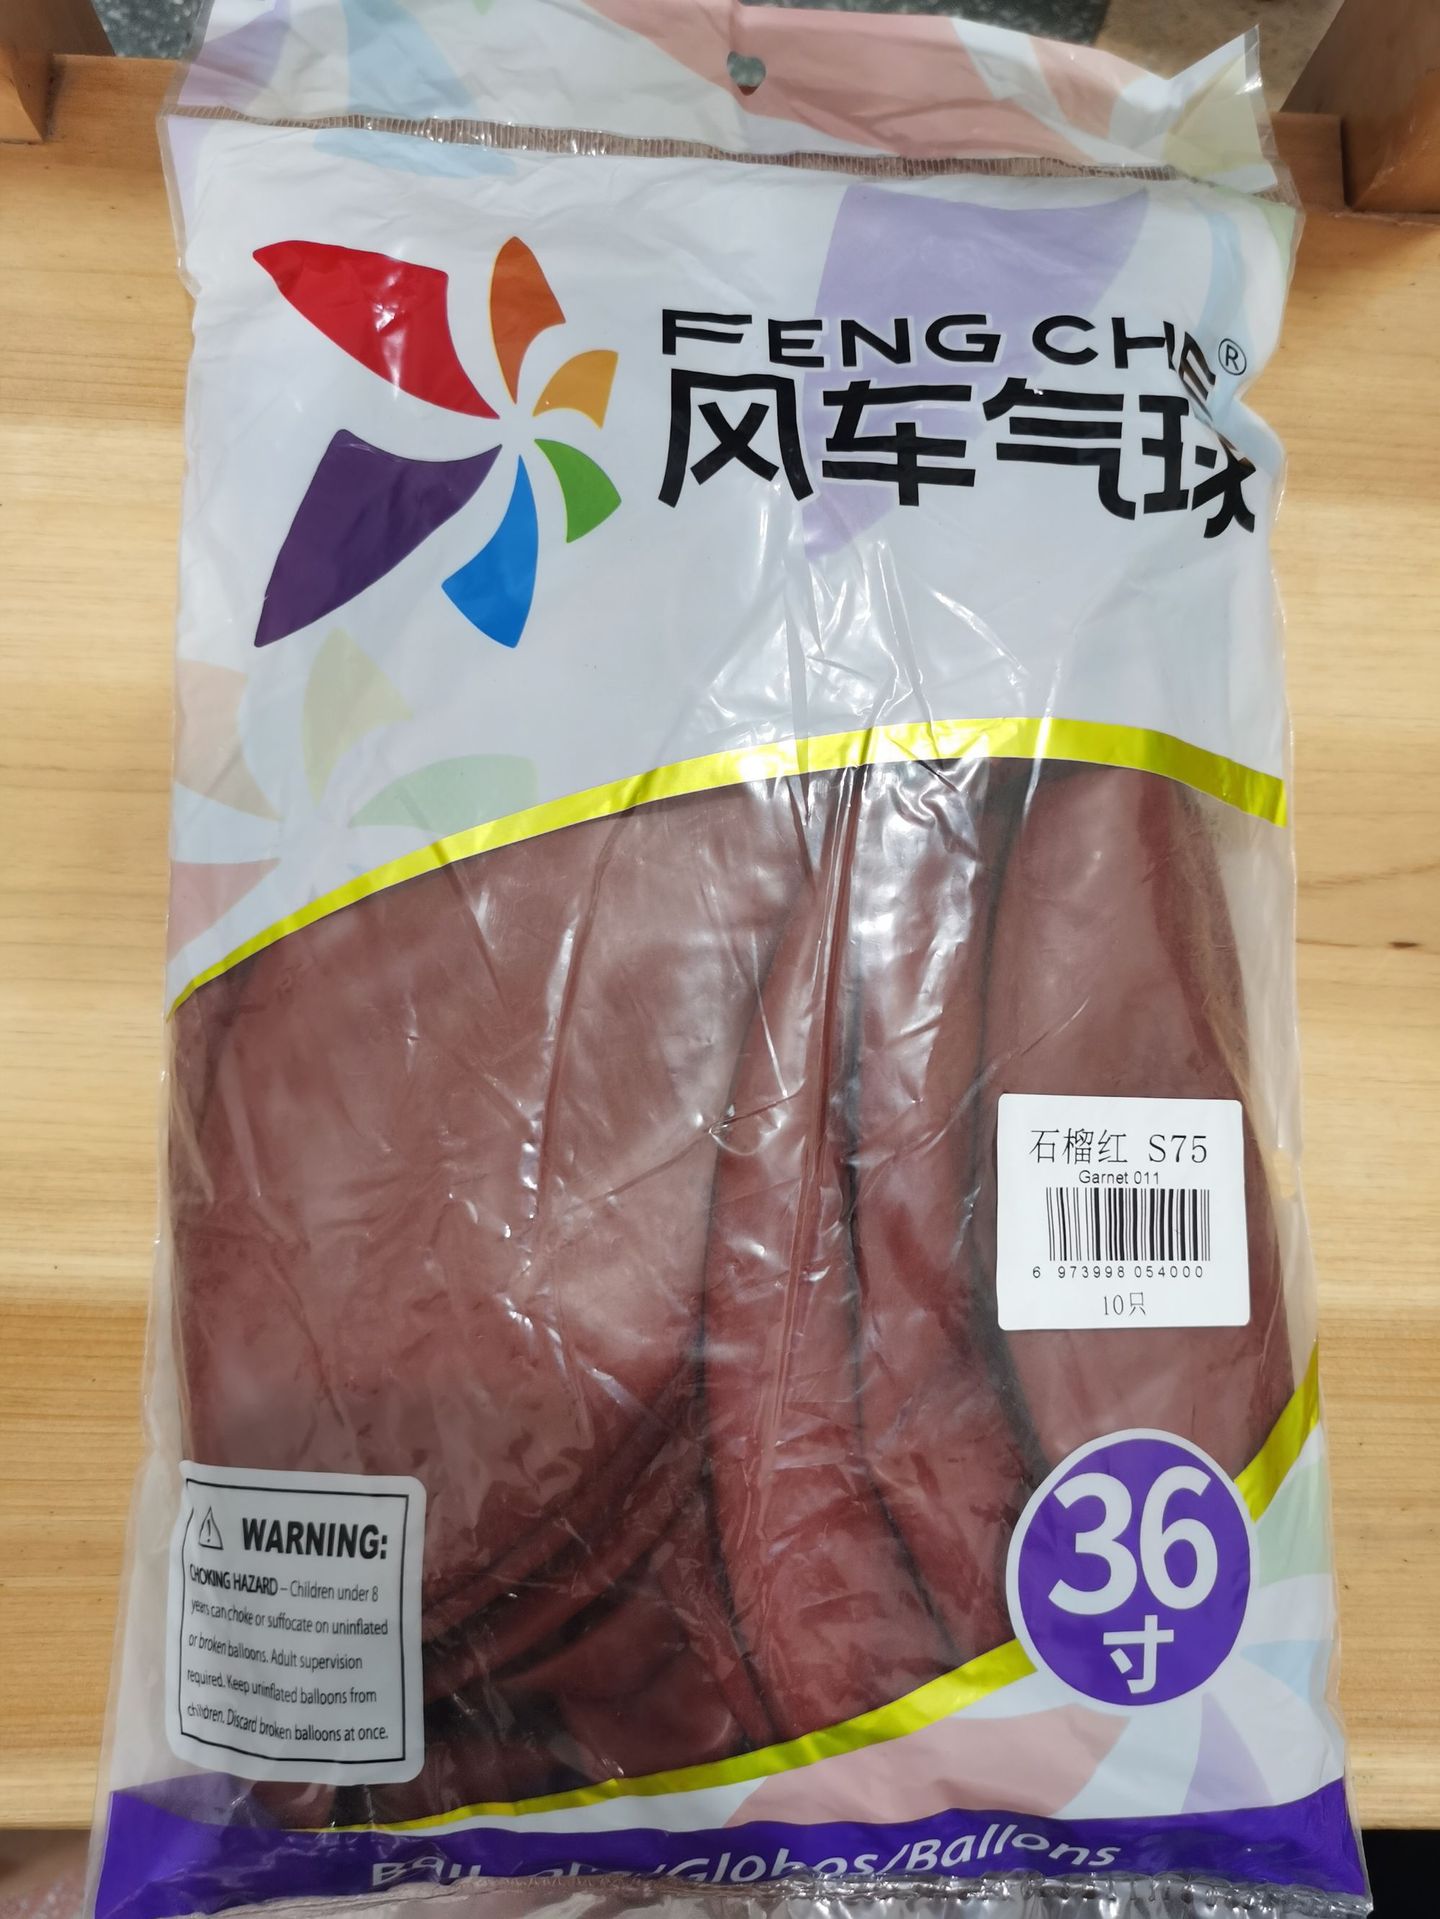 FENG CHE®
风车气球
石榴红 S75
Garnet 011
6 973998 054000
10只
WARNING:
CHOKING HAZARD – Children under 8
years can choke or suffocate on uninflated
or broken balloons. Adult supervision
required. Keep uninflated balloons from
children. Discard broken balloons at once.
36
寸
/Globos/Ballons